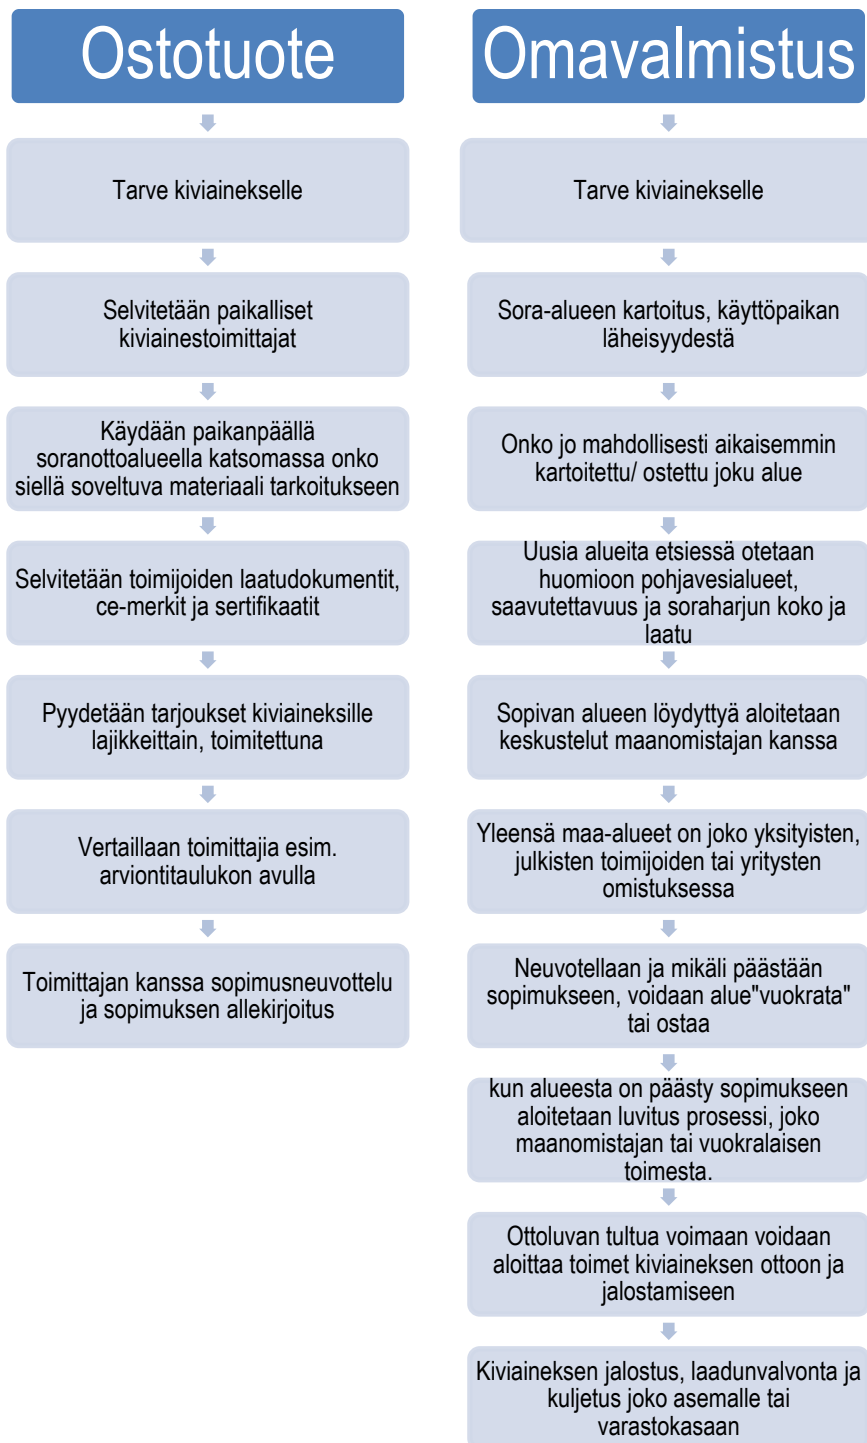 Ostotuote
Tarve kiviainekselle
Selvitetään paikalliset
kiviainestoimittajat
Käydään paikanpäällä
soranottoalueella katsomassa onko
siellä soveltuva materiaali tarkoitukseen
Selvitetään toimijoiden laatudokumentit,
ce-merkit ja sertifikaatit
Pyydetään tarjoukset kiviaineksille
lajikkeittain, toimitettuna
Vertaillaan toimittajia esim.
arviontitaulukon avulla
Toimittajan kanssa sopimusneuvottelu
ja sopimuksen allekirjoitus
Omavalmistus
Tarve kiviainekselle
Sora-alueen kartoitus, käyttöpaikan
läheisyydestä
Onko jo mahdollisesti aikaisemmin
kartoitettu/ ostettu joku alue
Uusia alueita etsiessä otetaan
huomioon pohjavesialueet,
saavutettavuus ja soraharjun koko ja
laatu
Sopivan alueen löydyttyä aloitetaan
keskustelut maanomistajan kanssa
Yleensä maa-alueet on joko yksityisten,
julkisten toimijoiden tai yritysten
omistuksessa
Neuvotellaan ja mikäli päästään
sopimukseen, voidaan alue"vuokrata"
tai ostaa
kun alueesta on päästy sopimukseen
aloitetaan luvitus prosessi, joko
maanomistajan tai vuokralaisen
toimesta.
Ottoluvan tultua voimaan voidaan
aloittaa toimet kiviaineksen ottoon ja
jalostamiseen
Kiviaineksen jalostus, laadunvalvonta ja
kuljetus joko asemalle tai
varastokasaan